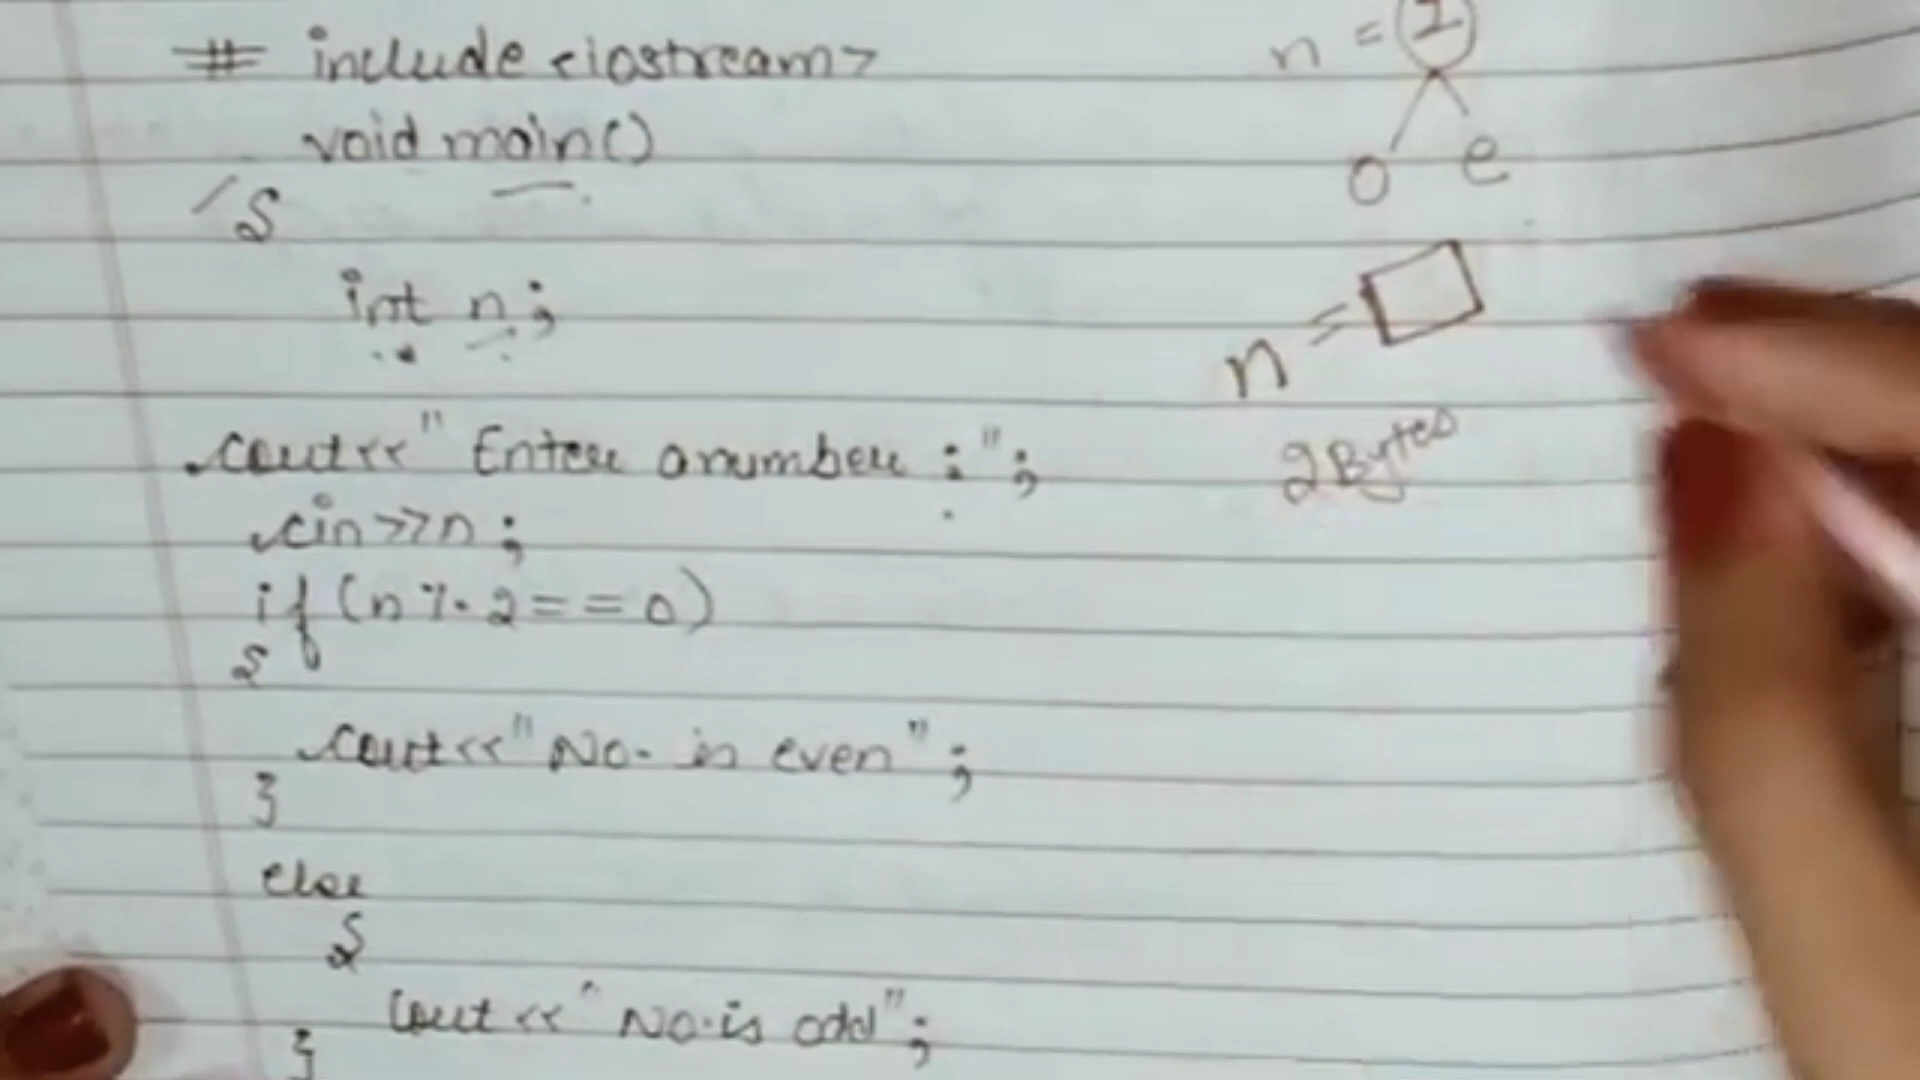 # include <iostream>
void main()
{
int n;
cout<<" Enter a number : ";
cin>>n;
if (n % 2 = = 0)
{
cout<<" No. is even";
}
else
{
cout << " No. is odd";
}
n =
O e
n =
2 Bytes